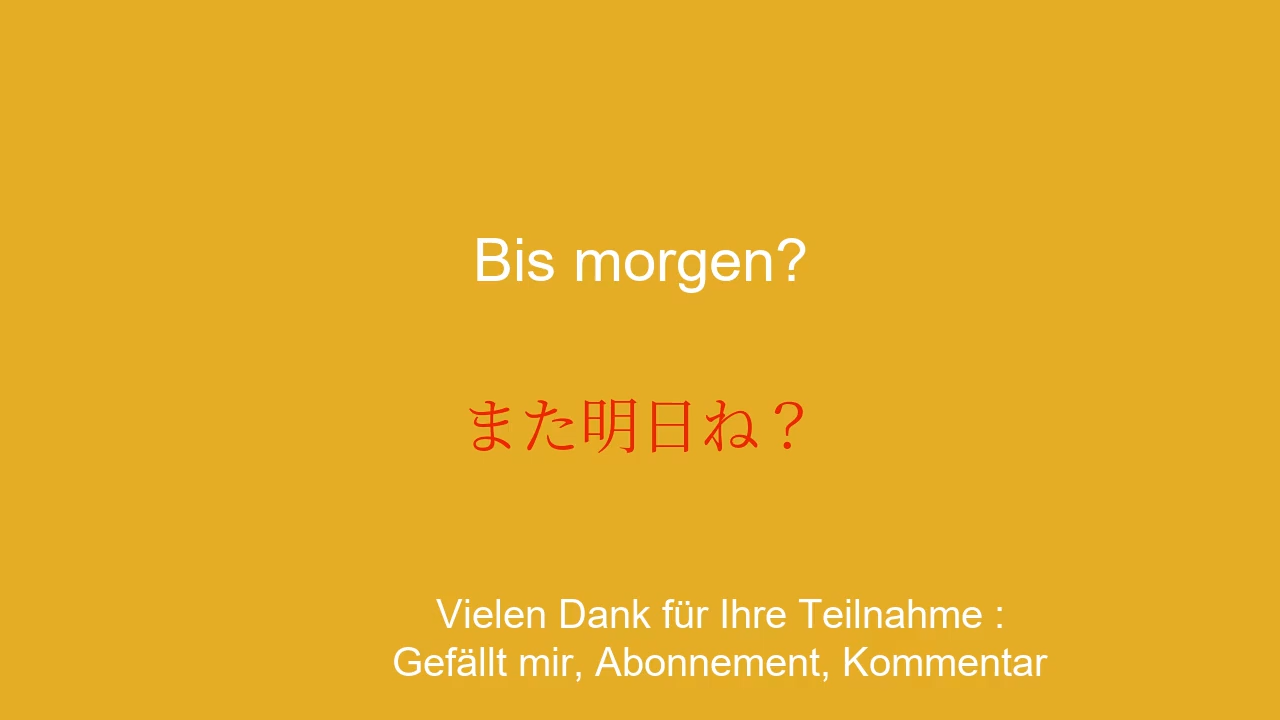 Bis morgen?
また明日ね？
Vielen Dank für Ihre Teilnahme :
Gefällt mir, Abonnement, Kommentar